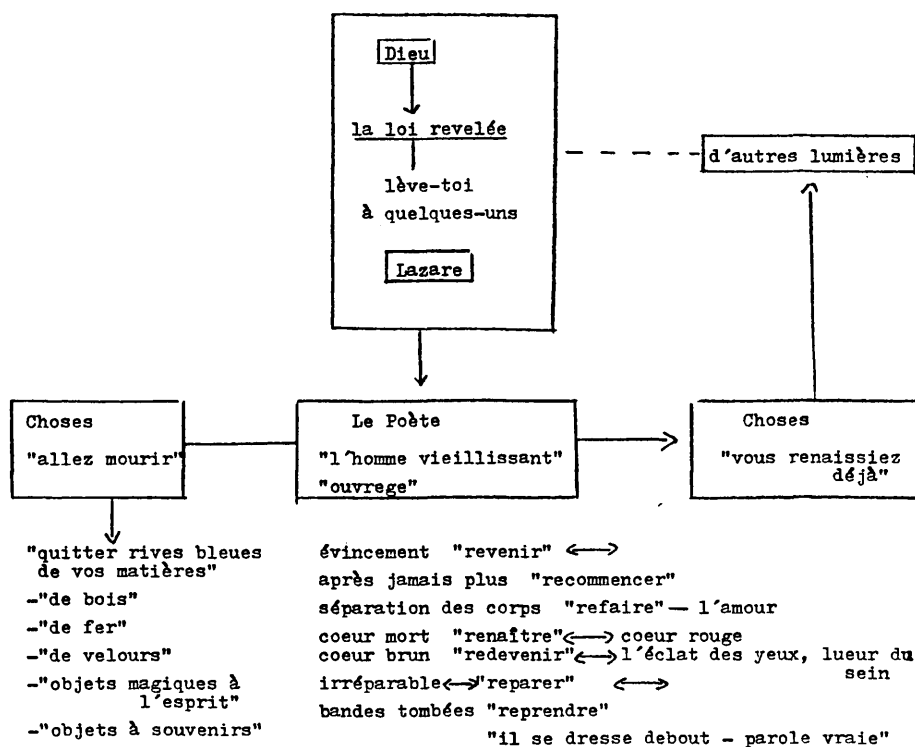 Dieu
la loi revelée
lève-toi
à quelques-uns
Lazare
d'autres lumières
Choses
"allez mourir"
Le Poète
"l'homme vieillissant"
"ouvrege"
Choses
"vous renaissiez
déjà"
"quitter rives bleues
de vos matières"
-"de bois"
-"de fer"
-"de velours"
-"objets magiques à
l'esprit"
-"objets à souvenirs"
évincement "revenir" <-->
après jamais plus "recommencer"
séparation des corps "refaire" — l'amour
coeur mort "renaître" <--> coeur rouge
coeur brun "redevenir" <--> l'éclat des yeux, lueur du
sein
irréparable <--> "reparer" <-->
bandes tombées "reprendre"
"il se dresse debout - parole vraie"